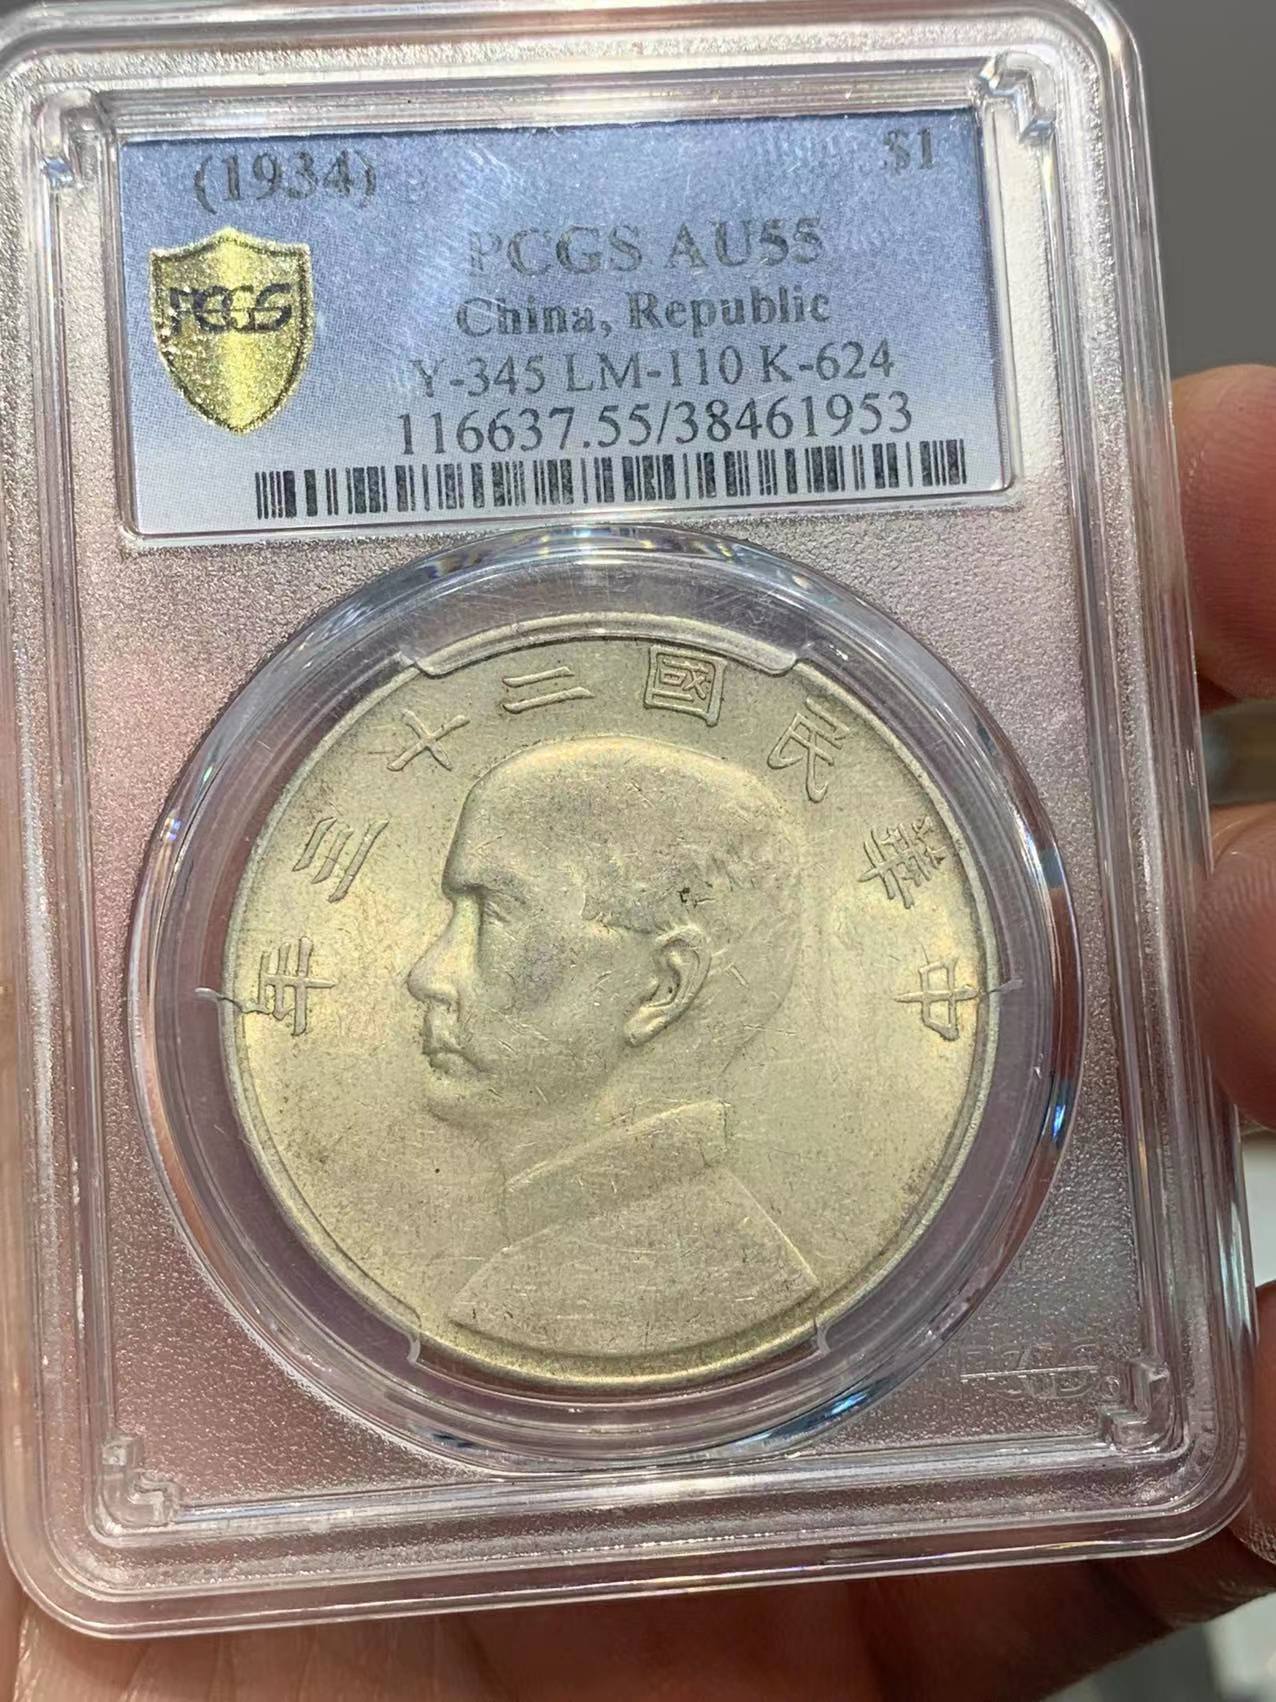 (1934) $1
PCGS AU55
PCGS
China, Republic
Y-345 LM-110 K-624
116637.55/38461953
年三十二國民華中